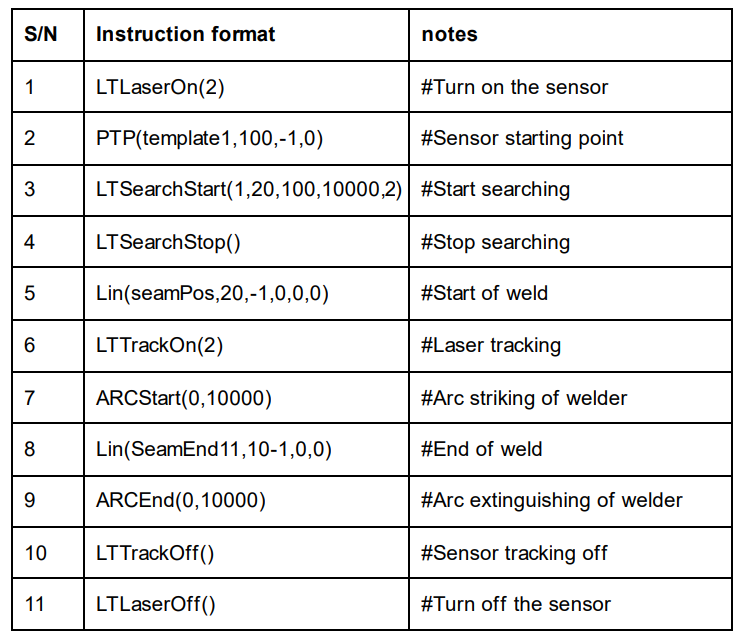 S/N Instruction format notes
1 LTLaserOn(2) #Turn on the sensor
2 PTP(template1,100,-1,0) #Sensor starting point
3 LTSearchStart(1,20,100,10000,2) #Start searching
4 LTSearchStop() #Stop searching
5 Lin(seamPos,20,-1,0,0,0) #Start of weld
6 LTTrackOn(2) #Laser tracking
7 ARCStart(0,10000) #Arc striking of welder
8 Lin(SeamEnd11,10-1,0,0) #End of weld
9 ARCEnd(0,10000) #Arc extinguishing of welder
10 LTTrackOff() #Sensor tracking off
11 LTLaserOff() #Turn off the sensor